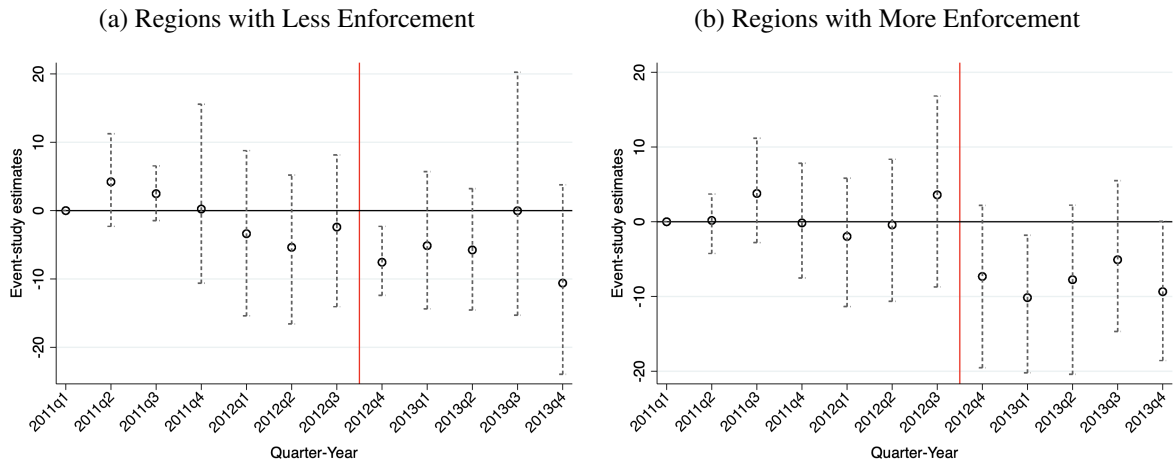 (a) Regions with Less Enforcement
Event-study estimates
20
10
0
-10
-20
2011q1
2011q2
2011q3
2011q4
2012q1
2012q2
2012q3
2012q4
2013q1
2013q2
2013q3
2013q4
Quarter-Year
(b) Regions with More Enforcement
Event-study estimates
20
10
0
-10
-20
2011q1
2011q2
2011q3
2011q4
2012q1
2012q2
2012q3
2012q4
2013q1
2013q2
2013q3
2013q4
Quarter-Year